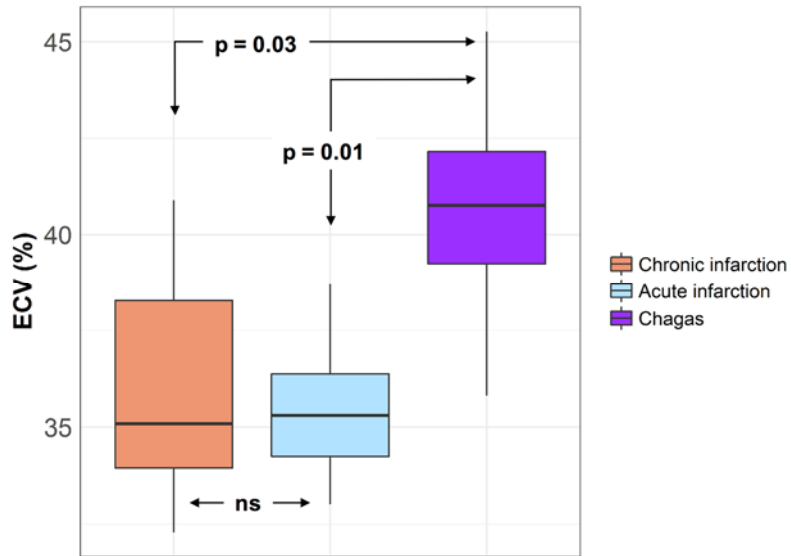 45
p = 0.03
p = 0.01
40
ECV (%)
35
ns
Chronic infarction
Acute infarction
Chagas